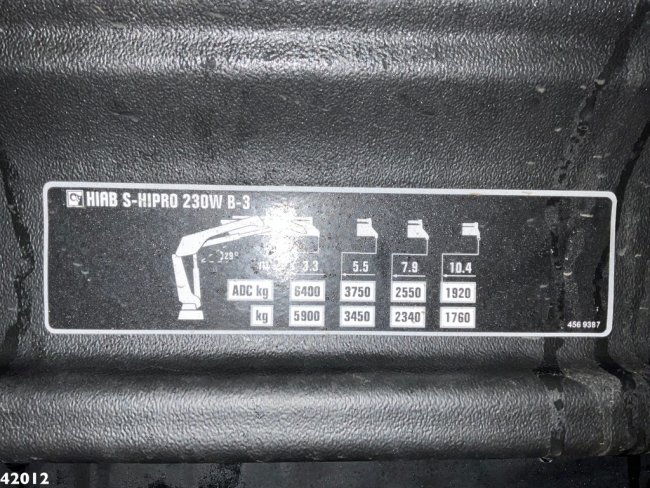 HIAB S-HIPRO 230W B-3
29°
m 3.3 5.5 7.9 10.4
ADC kg 6400 3750 2550 1920
kg 5900 3450 2340 1760
456 9387
42012